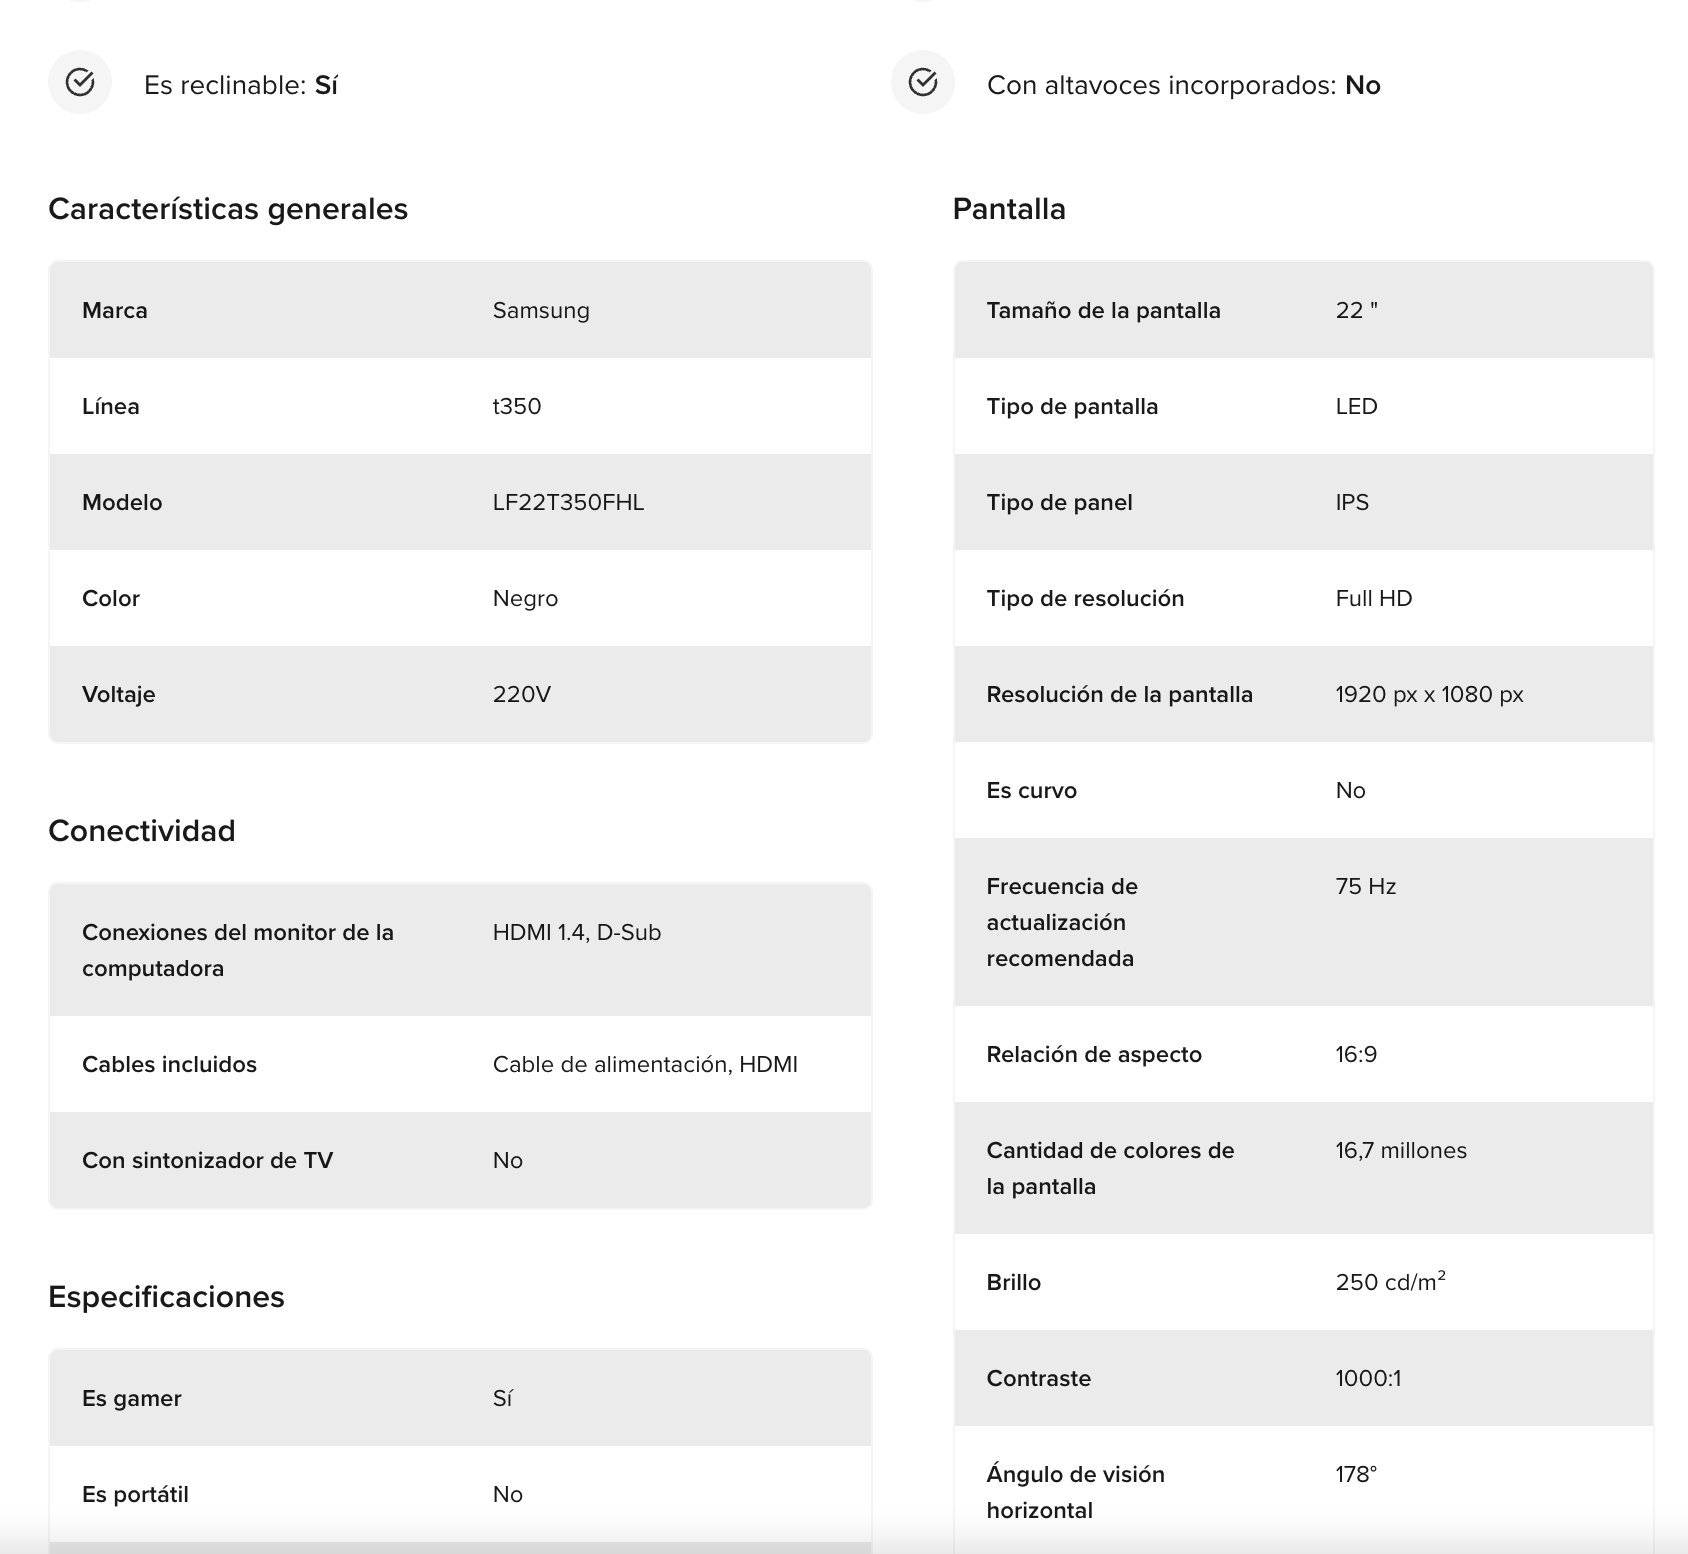 Es reclinable: Sí
Con altavoces incorporados: No
Características generales
Marca Samsung
Línea t350
Modelo LF22T350FHL
Color Negro
Voltaje 220V
Conectividad
Conexiones del monitor de la HDMI 1.4, D-Sub
computadora
Cables incluidos Cable de alimentación, HDMI
Con sintonizador de TV No
Especificaciones
Es gamer Sí
Es portátil No
Pantalla
Tamaño de la pantalla 22 "
Tipo de pantalla LED
Tipo de panel IPS
Tipo de resolución Full HD
Resolución de la pantalla 1920 px x 1080 px
Es curvo No
Frecuencia de 75 Hz
actualización
recomendada
Relación de aspecto 16:9
Cantidad de colores de 16,7 millones
la pantalla
Brillo 250 cd/m²
Contraste 1000:1
Ángulo de visión 178°
horizontal